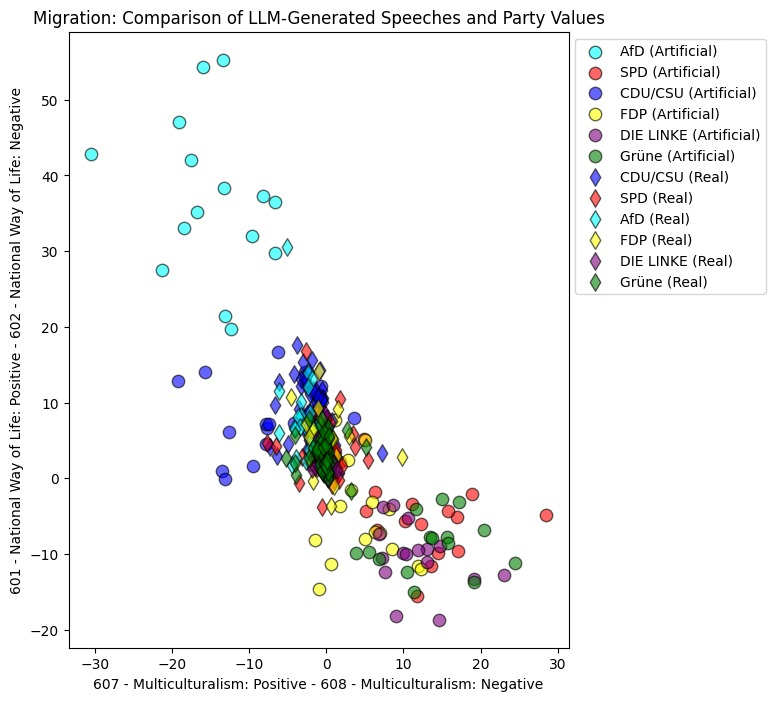 Migration: Comparison of LLM-Generated Speeches and Party Values
601 - National Way of Life: Positive - 602 - National Way of Life: Negative
50
40
30
20
10
0
−10
−20
−30
−20
−10
0
10
20
30
607 - Multiculturalism: Positive - 608 - Multiculturalism: Negative
AfD (Artificial)
SPD (Artificial)
CDU/CSU (Artificial)
FDP (Artificial)
DIE LINKE (Artificial)
Grüne (Artificial)
CDU/CSU (Real)
SPD (Real)
AfD (Real)
FDP (Real)
DIE LINKE (Real)
Grüne (Real)